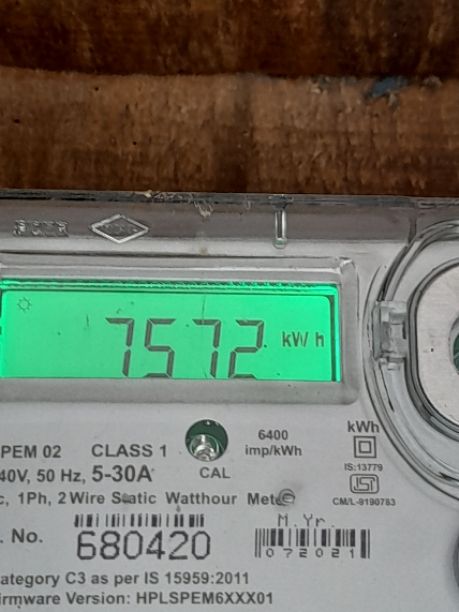 7572 kWh
PEM 02 CLASS 1
6400 imp/kWh
kWh
40V, 50 Hz, 5-30A
CAL
IS:13779
ISI
CM/L-9190783
c, 1Ph, 2 Wire Static Watthour Meter
. No. 680420
M.Yr.
072021
ategory C3 as per IS 15959:2011
irmware Version: HPLSPEM6XXX01